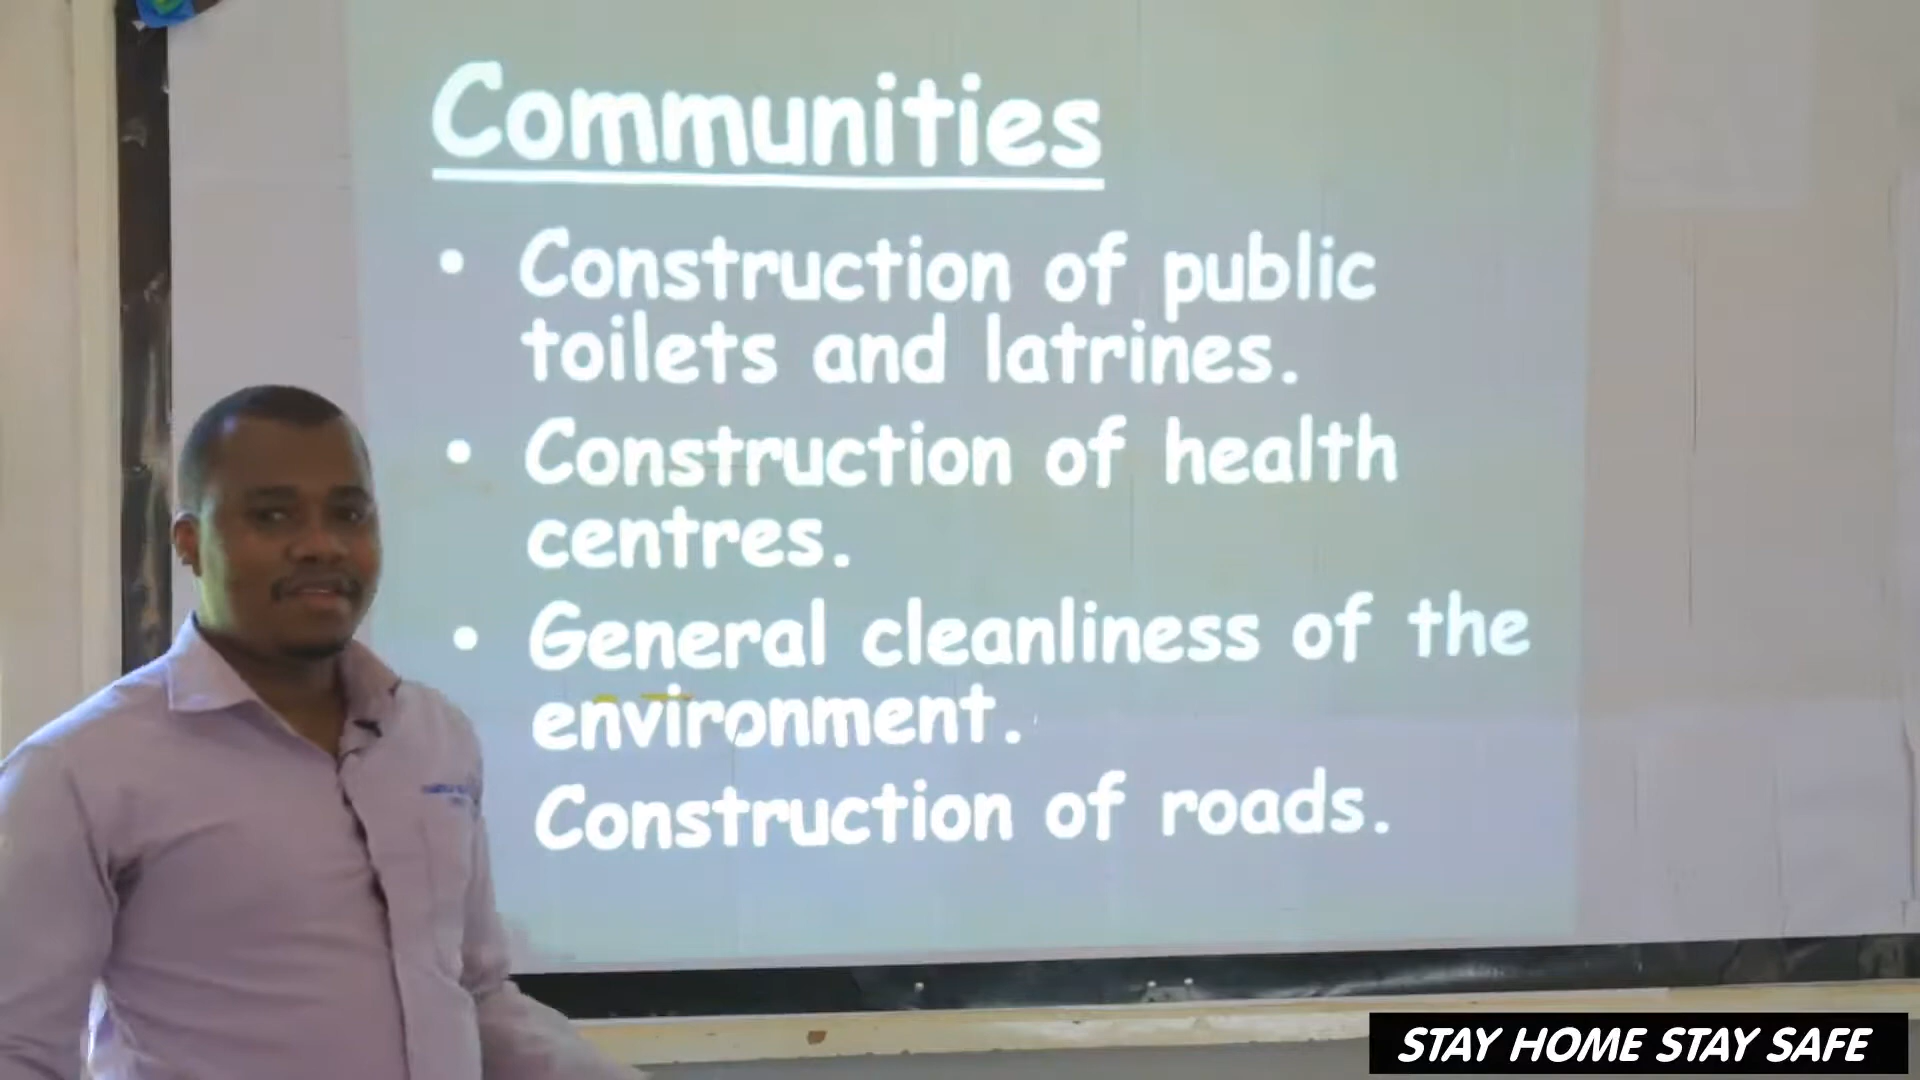 Communities
• Construction of public
toilets and latrines.
• Construction of health
centres.
• General cleanliness of the
environment.
Construction of roads.
STAY HOME STAY SAFE